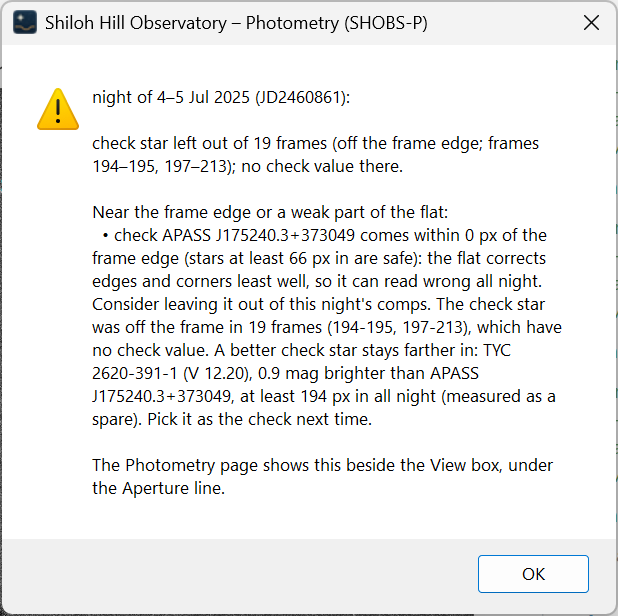 Shiloh Hill Observatory – Photometry (SHOBS-P)
night of 4–5 Jul 2025 (JD2460861):
check star left out of 19 frames (off the frame edge; frames
194–195, 197–213); no check value there.
Near the frame edge or a weak part of the flat:
• check APASS J175240.3+373049 comes within 0 px of the
frame edge (stars at least 66 px in are safe): the flat corrects
edges and corners least well, so it can read wrong all night.
Consider leaving it out of this night's comps. The check star
was off the frame in 19 frames (194-195, 197-213), which have
no check value. A better check star stays farther in: TYC
2620-391-1 (V 12.20), 0.9 mag brighter than APASS
J175240.3+373049, at least 194 px in all night (measured as a
spare). Pick it as the check next time.
The Photometry page shows this beside the View box, under
the Aperture line.
OK